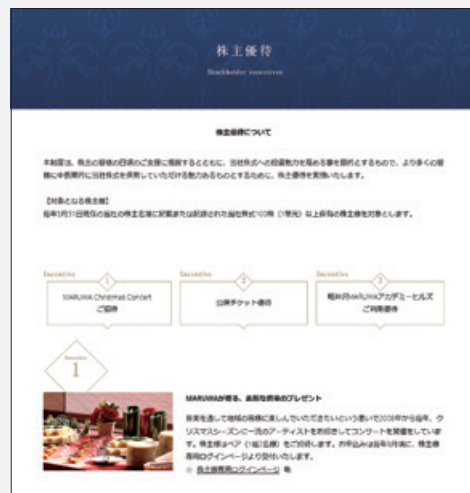 株主優待
Stockholder incentives
株主優待について
本制度は、株主の皆様の日頃のご支援に感謝するとともに、当社株式への投資魅力を高める事を目的とするもので、より多くの皆
様に中長期的に当社株式を保有していただける魅力あるものとするために、株主優待を実施いたします。
【対象となる株主様】
毎年3月31日現在の当社の株主名簿に記載または記録された当社株式100株（1単元）以上保有の株主様を対象とします。
Incentive 1
MARUWA Christmas Concert
ご招待
Incentive 2
公演チケット優待
Incentive 3
軽井沢MARUWAアカデミーヒルズ
ご利用優待
Incentive
1
MARUWAが贈る、素敵な音楽のプレゼント
音楽を通して地域の皆様に楽しんでいただきたいという思いで2008年から毎年、ク
リスマスシーズンに一流のアーティストをお招きしてコンサートを開催をしていま
す。株主様はペア（1組2名様）をご招待します。お申込みは毎年9月頃に、株主様
専用ログインページより受付いたします。
株主様専用ログインページ